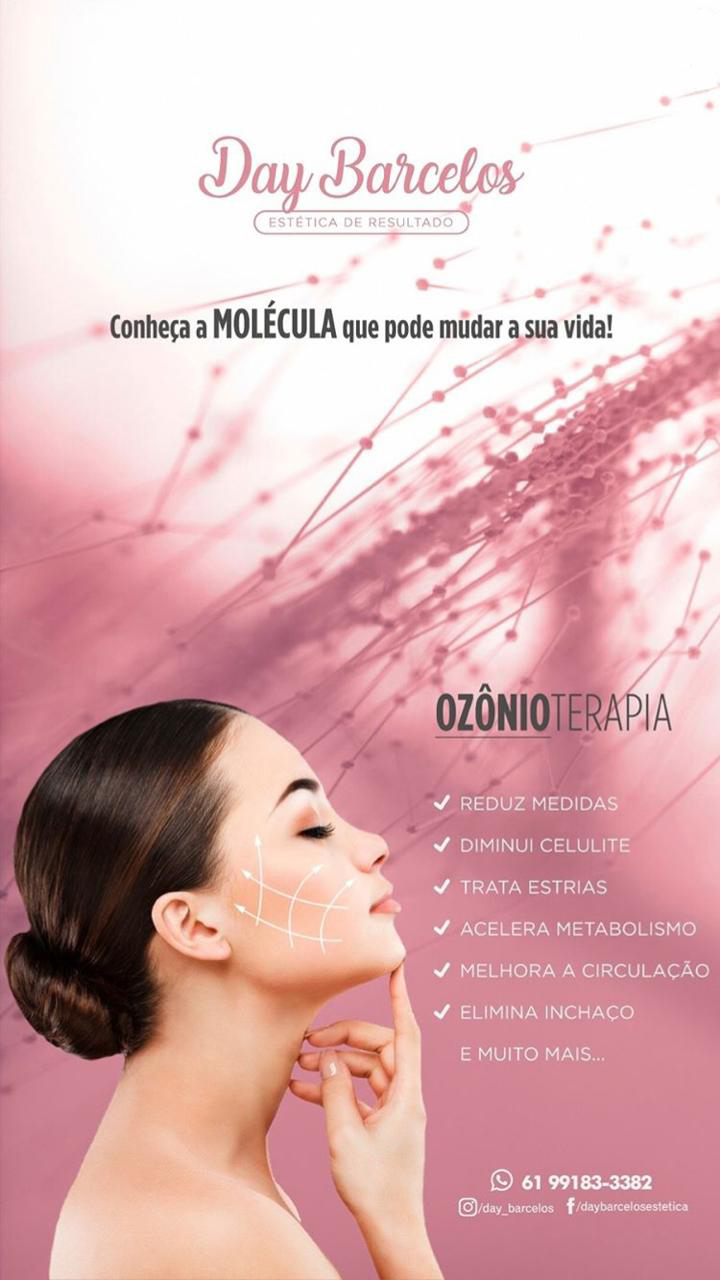 Day Barcelos
ESTÉTICA DE RESULTADO
Conheça a MOLÉCULA que pode mudar a sua vida!
OZÔNIOTERAPIA
REDUZ MEDIDAS
DIMINUI CELULITE
TRATA ESTRIAS
ACELERA METABOLISMO
MELHORA A CIRCULAÇÃO
ELIMINA INCHAÇO
E MUITO MAIS...
61 99183-3382
/day_barcelos /daybarcelosestetica